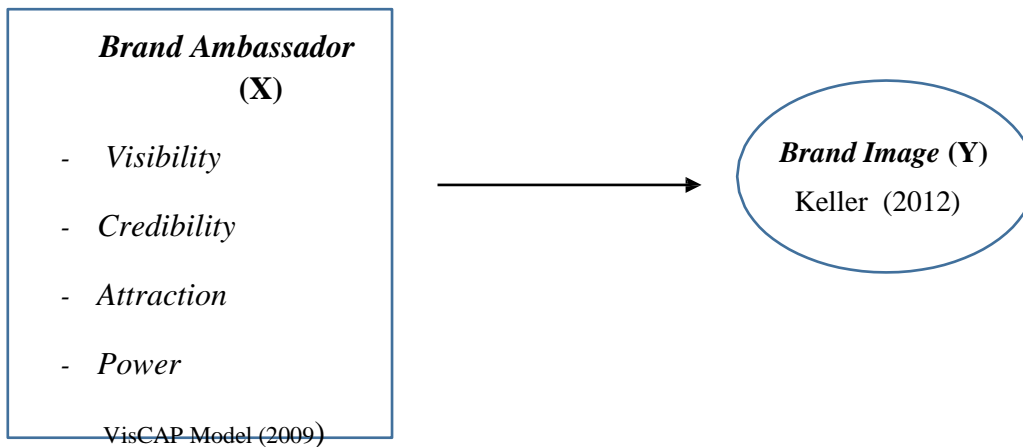 Brand Ambassador
(X)
- Visibility
- Credibility
- Attraction
- Power
VisCAP Model (2009)
Brand Image (Y)
Keller (2012)